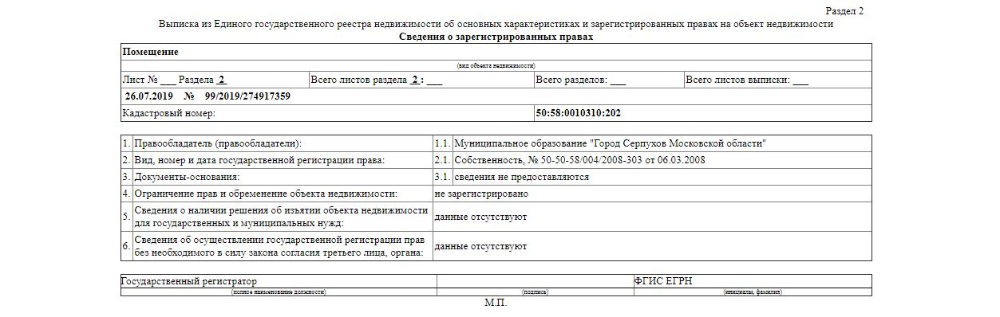 Раздел 2
Выписка из Единого государственного реестра недвижимости об основных характеристиках и зарегистрированных правах на объект недвижимости
Сведения о зарегистрированных правах
Помещение
(вид объекта недвижимости)
Лист № ___ Раздела 2 Всего листов раздела 2 : ___ Всего разделов: ___ Всего листов выписки: ___
26.07.2019 № 99/2019/274917359
Кадастровый номер: 50:58:0010310:202
1. Правообладатель (правообладатели): 1.1. Муниципальное образование "Город Серпухов Московской области"
2. Вид, номер и дата государственной регистрации права: 2.1. Собственность, № 50-50-58/004/2008-303 от 06.03.2008
3. Документы-основания: 3.1. сведения не предоставляются
4. Ограничение прав и обременение объекта недвижимости: не зарегистрировано
5. Сведения о наличии решения об изъятии объекта недвижимости
для государственных и муниципальных нужд: данные отсутствуют
6. Сведения об осуществлении государственной регистрации прав
без необходимого в силу закона согласия третьего лица, органа: данные отсутствуют
Государственный регистратор ФГИС ЕГРН
(полное наименование должности) (подпись) (инициалы, фамилия)
М.П.